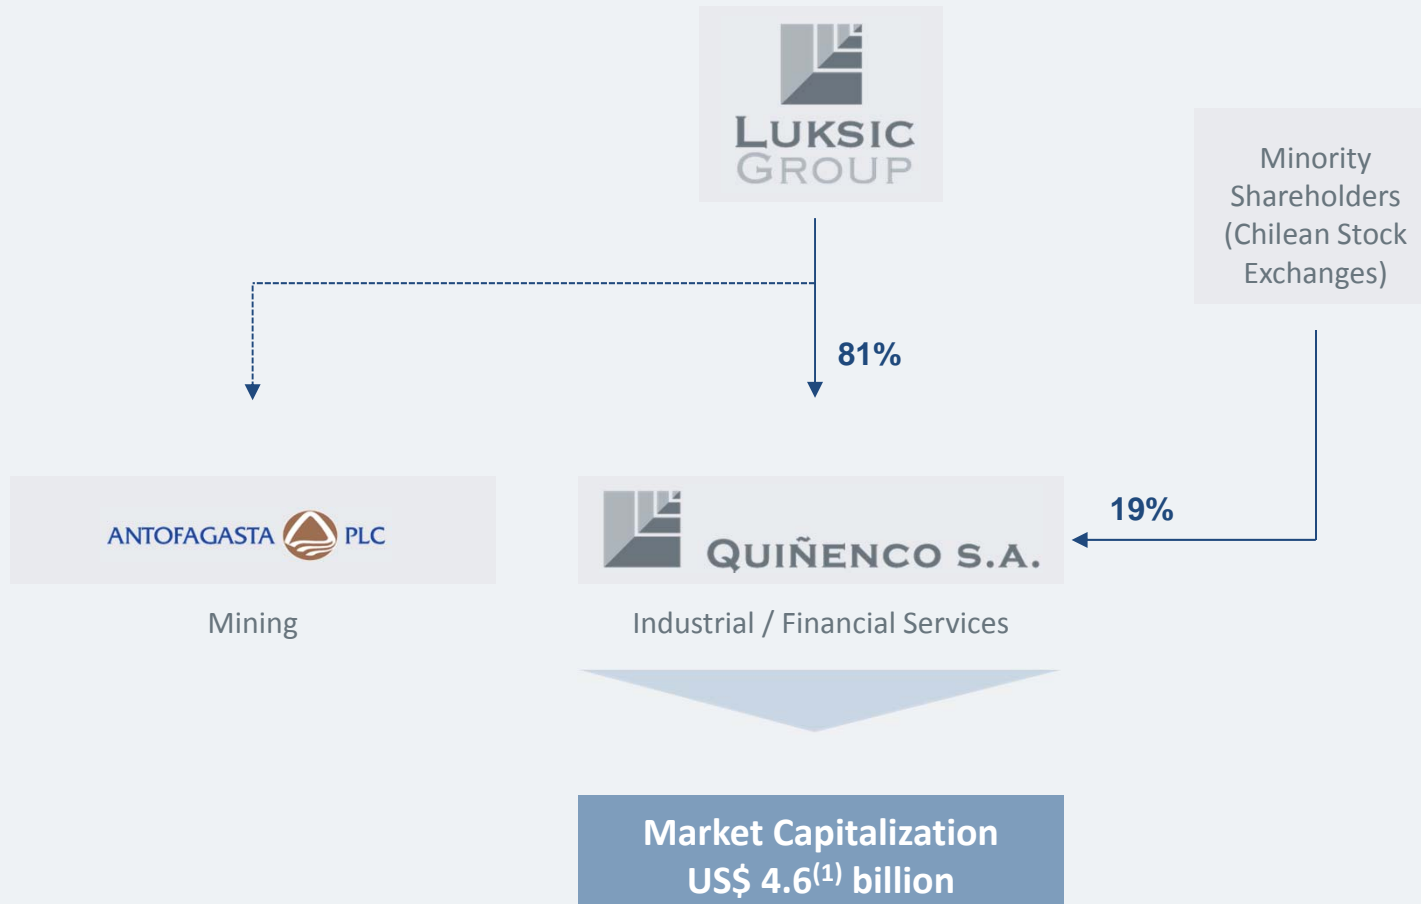 LUKSIC
GROUP
Minority
Shareholders
(Chilean Stock
Exchanges)
81%
19%
ANTOFAGASTA PLC
QUIÑENCO S.A.
Mining
Industrial / Financial Services
Market Capitalization
US$ 4.6(1) billion